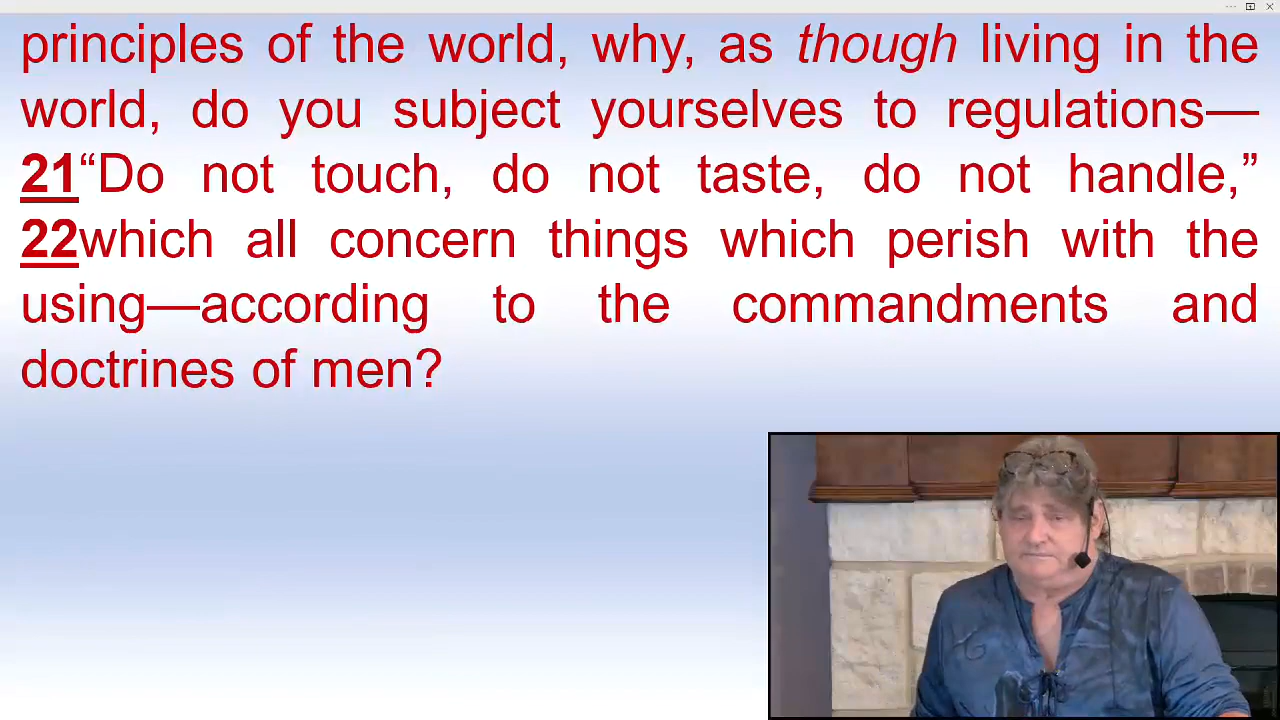 principles of the world, why, as though living in the
world, do you subject yourselves to regulations—
21“Do not touch, do not taste, do not handle,”
22which all concern things which perish with the
using—according to the commandments and
doctrines of men?